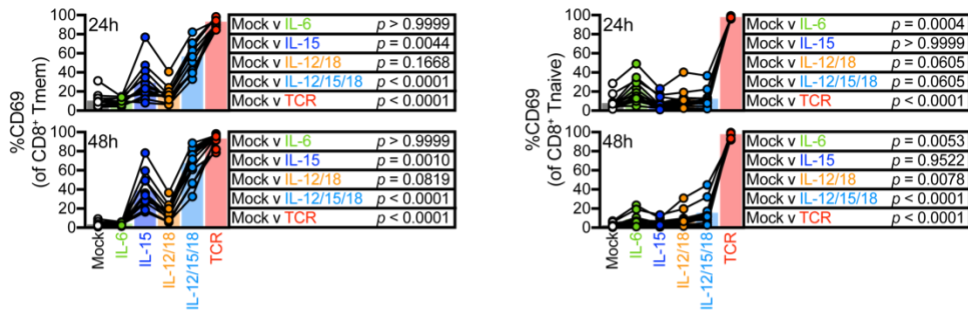 %CD69
(of CD8+ Tmem)
24h
100
80
60
40
20
0
Mock v IL-6 p > 0.9999
Mock v IL-15 p = 0.0044
Mock v IL-12/18 p = 0.1668
Mock v IL-12/15/18 p < 0.0001
Mock v TCR p < 0.0001
48h
100
80
60
40
20
0
Mock v IL-6 p > 0.9999
Mock v IL-15 p = 0.0010
Mock v IL-12/18 p = 0.0819
Mock v IL-12/15/18 p < 0.0001
Mock v TCR p < 0.0001
Mock
IL-6
IL-15
IL-12/18
IL-12/15/18
TCR
%CD69
(of CD8+ Tnaive)
24h
100
80
60
40
20
0
Mock v IL-6 p = 0.0004
Mock v IL-15 p > 0.9999
Mock v IL-12/18 p = 0.0605
Mock v IL-12/15/18 p = 0.0605
Mock v TCR p < 0.0001
48h
100
80
60
40
20
0
Mock v IL-6 p = 0.0053
Mock v IL-15 p = 0.9522
Mock v IL-12/18 p = 0.0078
Mock v IL-12/15/18 p < 0.0001
Mock v TCR p < 0.0001
Mock
IL-6
IL-15
IL-12/18
IL-12/15/18
TCR